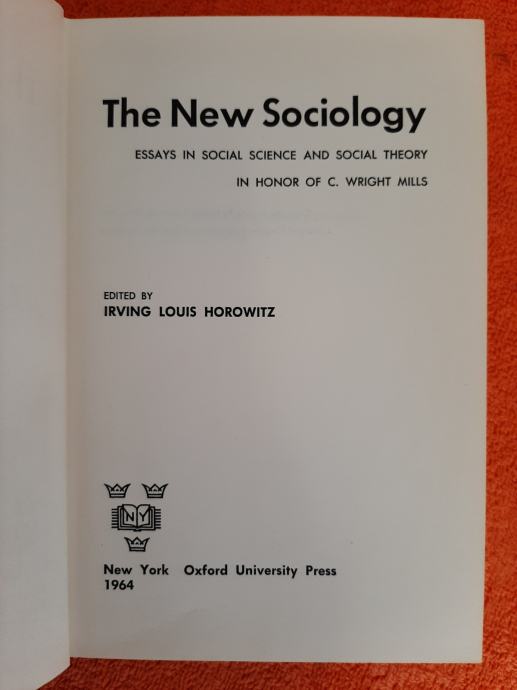 The New Sociology
ESSAYS IN SOCIAL SCIENCE AND SOCIAL THEORY
IN HONOR OF C. WRIGHT MILLS
EDITED BY
IRVING LOUIS HOROWITZ
N Y
New York Oxford University Press
1964